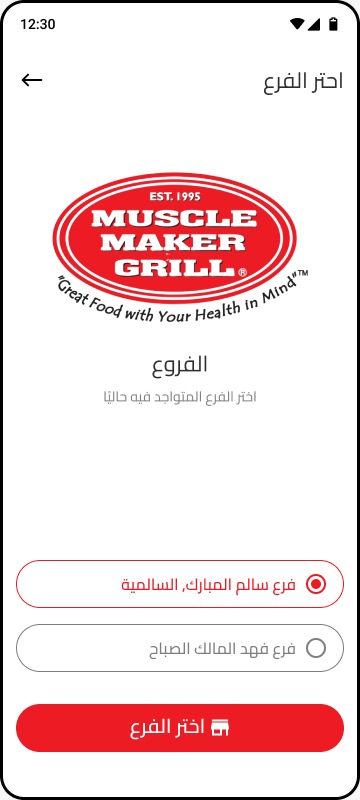 12:30
احتر الفرع
EST. 1995
MUSCLE
MAKER
GRILL®
"Great Food with Your Health in Mind"™
الفروع
اختر الفرع المتواجد فيه حاليًا
فرع سالم المبارك, السالمية
فرع فهد المالك الصباح
اختر الفرع